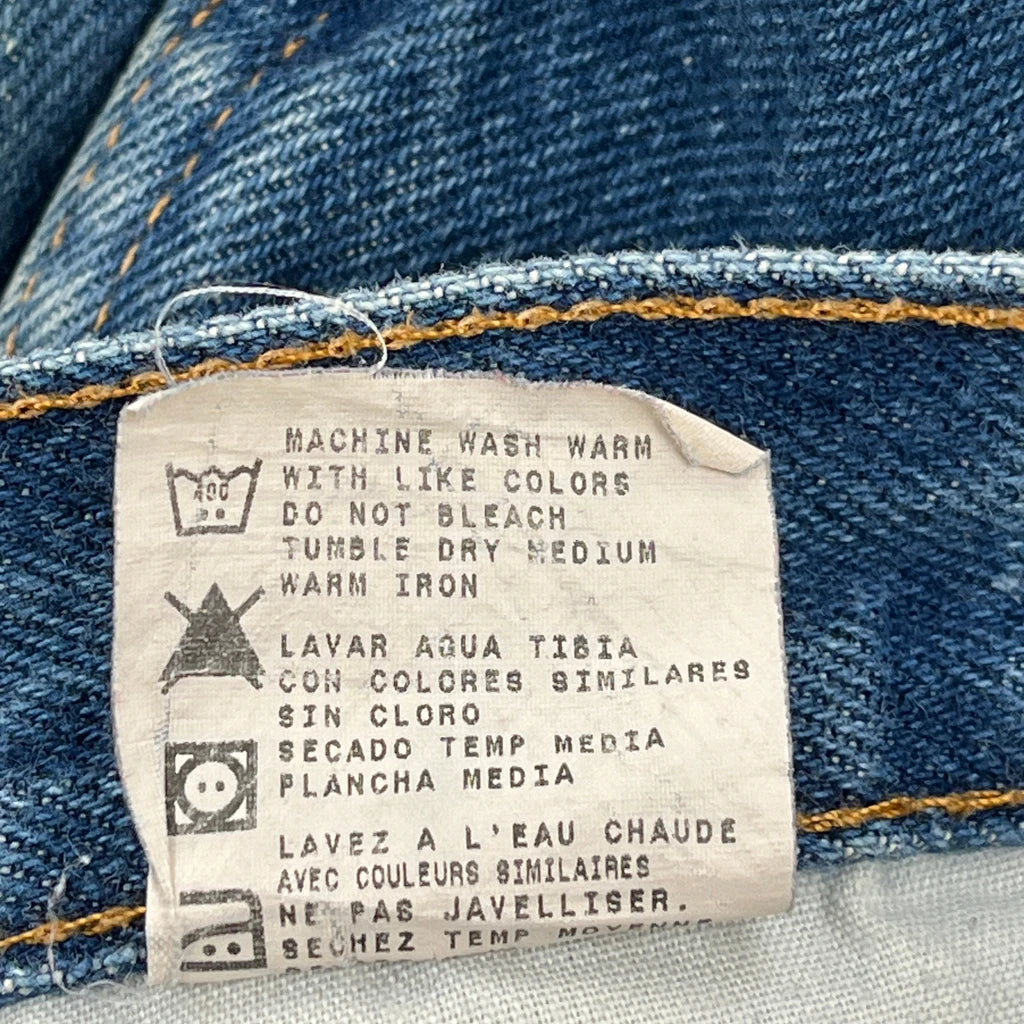 MACHINE WASH WARM
WITH LIKE COLORS
DO NOT BLEACH
TUMBLE DRY MEDIUM
WARM IRON
LAVAR AGUA TIBIA
CON COLORES SIMILARES
SIN CLORO
SECADO TEMP MEDIA
PLANCHA MEDIA
LAVEZ A L'EAU CHAUDE
AVEC COULEURS SIMILAIRES
NE PAS JAVELLISER.
SECHEZ TEMP MOYENNE